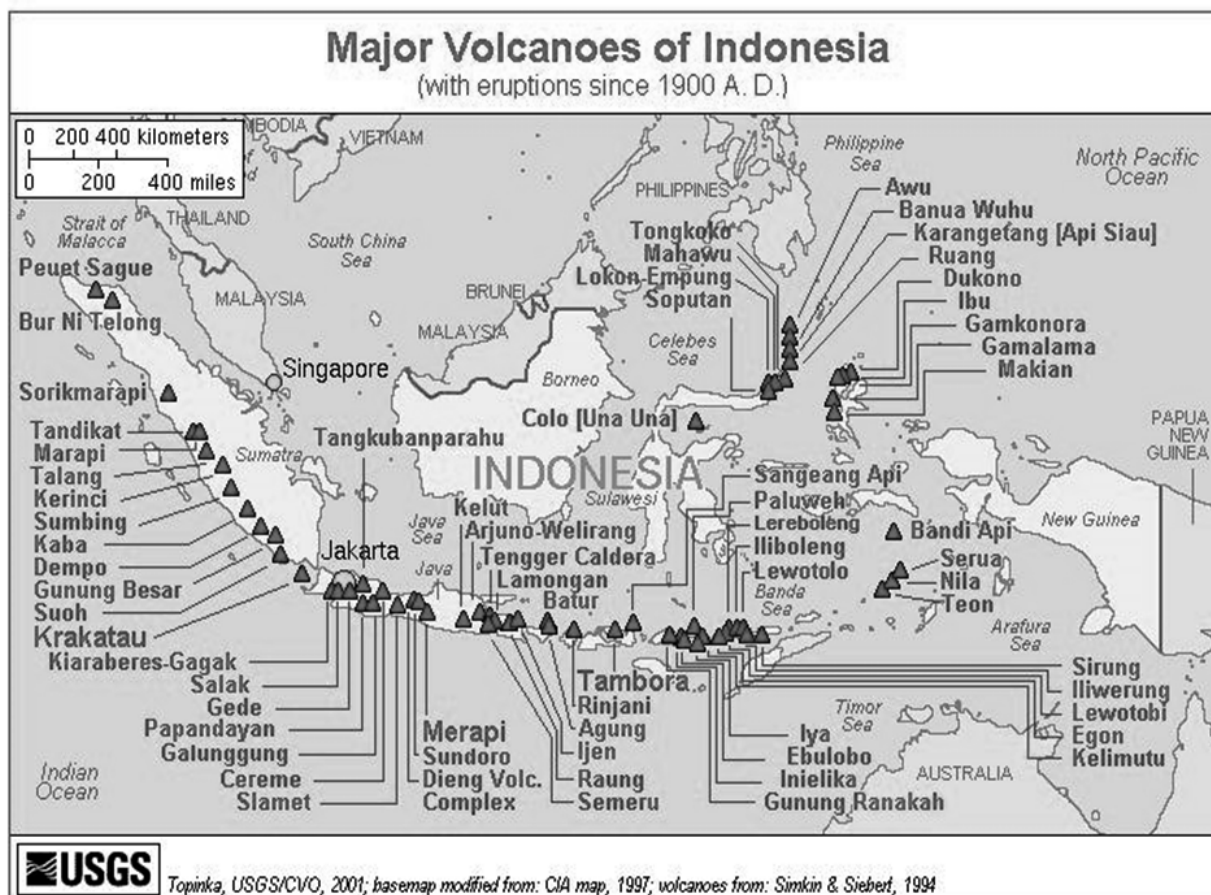 Major Volcanoes of Indonesia
(with eruptions since 1900 A. D.)
0 200 400 kilometers
0 200 400 miles
CAMBODIA
VIETNAM
THAILAND
Strait of
Malacca
South China
Sea
MALAYSIA
BRUNEI
MALAYSIA
PHILIPPINES
Philippine
Sea
North Pacific
Ocean
Peuet Sague
Bur Ni Telong
Singapore
Sorikmarapi
Tandikat
Marapi
Talang
Kerinci
Sumbing
Kaba
Dempo
Gunung Besar
Suoh
Krakatau
Sumatra
Tangkubanparahu
Jakarta
Java
Sea
Java
Borneo
Celebes
Sea
Tongkoko
Mahawu
Lokon-Empung
Soputan
Awu
Banua Wuhu
Karangetang [Api Siau]
Ruang
Dukono
Ibu
Gamkonora
Gamalama
Makian
Colo [Una Una]
INDONESIA
Sulawesi
PAPUA
NEW
GUINEA
New Guinea
Kelut
Arjuno-Welirang
Tengger Caldera
Lamongan
Batur
Sangeang Api
Paluweh
Lereboleng
Iliboleng
Lewotolo
Banda
Sea
Bandi Api
Serua
Nila
Teon
Arafura
Sea
Kiaraberes-Gagak
Salak
Gede
Papandayan
Galunggung
Cereme
Slamet
Merapi
Sundoro
Dieng Volc.
Complex
Tambora
Rinjani
Agung
Ijen
Raung
Semeru
Iya
Ebulobo
Inielika
Gunung Ranakah
Sirung
Iliwerung
Lewotobi
Egon
Kelimutu
Timor
Sea
AUSTRALIA
Indian
Ocean
USGS
Topinka, USGS/CVO, 2001; basemap modified from: CIA map, 1997; volcanoes from: Simkin & Siebert, 1994